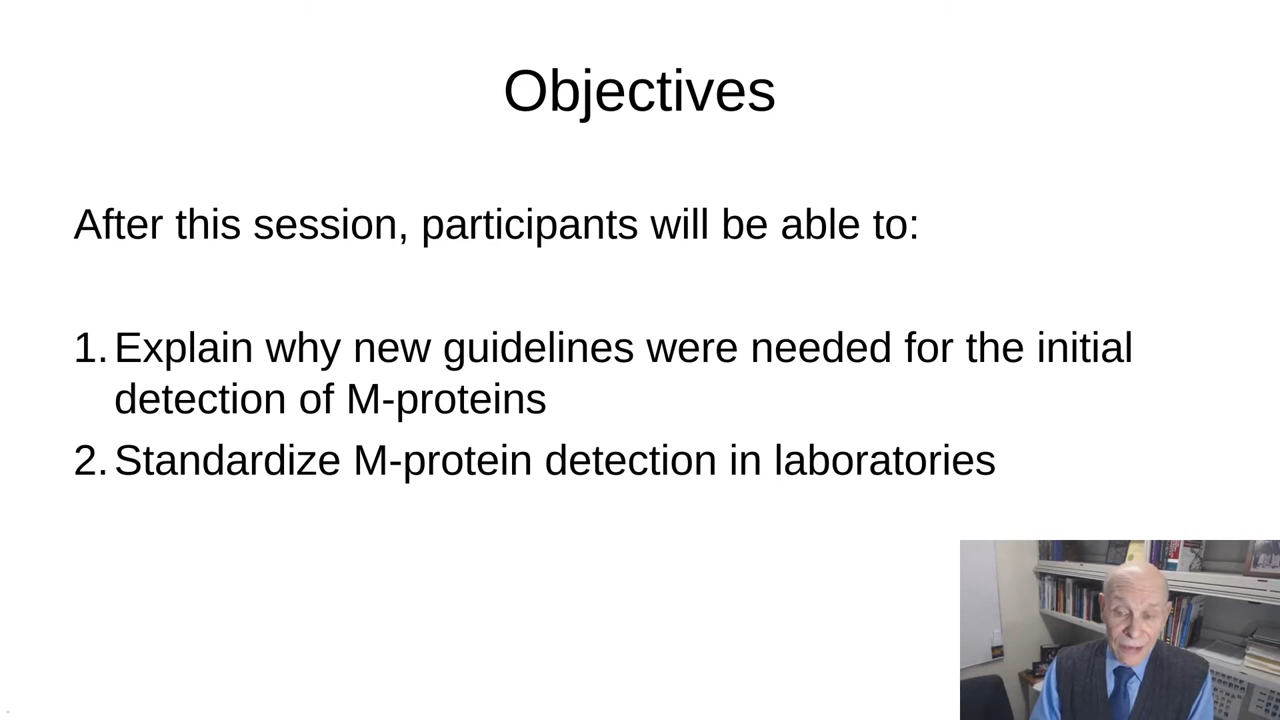 Objectives
After this session, participants will be able to:
1. Explain why new guidelines were needed for the initial
detection of M-proteins
2. Standardize M-protein detection in laboratories